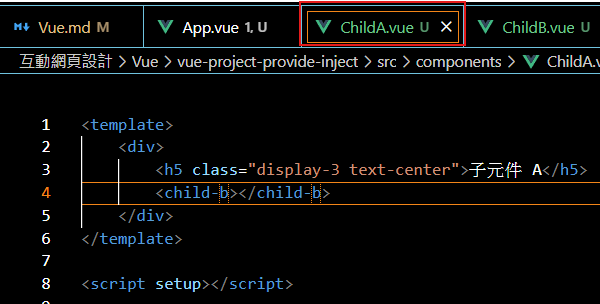 Vue.md M App.vue 1, U ChildA.vue U ChildB.vue U
互動網頁設計 > Vue > vue-project-provide-inject > src > components > ChildA.
1 <template>
2 <div>
3 <h5 class="display-3 text-center">子元件 A</h5>
4 <child-b></child-b>
5 </div>
6 </template>
7
8 <script setup></script>